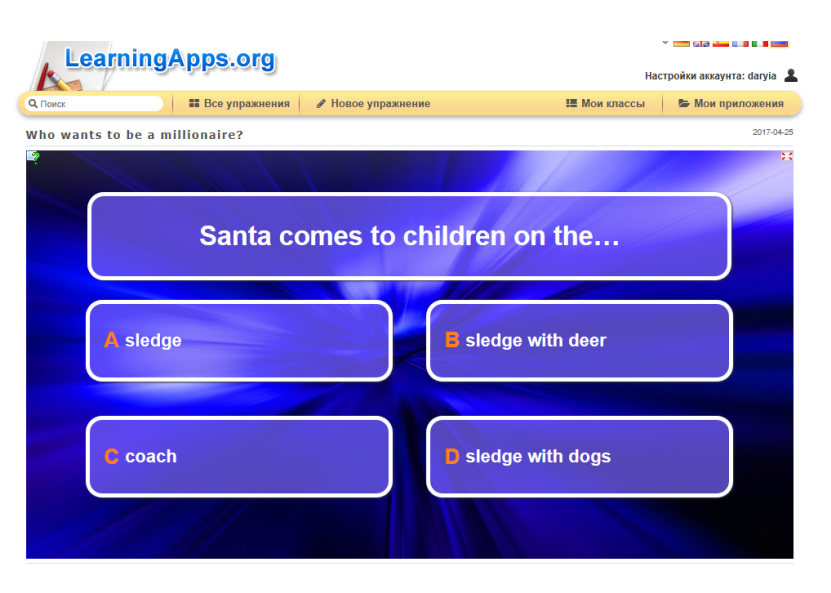 LearningApps.org
Настройки аккаунта: daryia
Поиск
Все упражнения
Новое упражнение
Мои классы
Мои приложения
Who wants to be a millionaire?
2017-04-25
Santa comes to children on the...
A sledge
B sledge with deer
C coach
D sledge with dogs